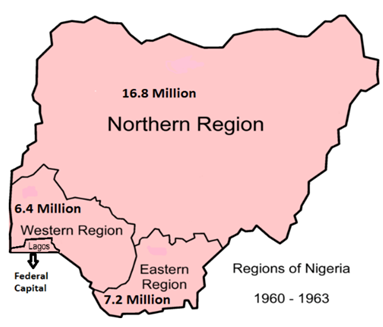 16.8 Million
Northern Region
6.4 Million
Western Region
Lagos
Federal
Capital
Eastern
Region
7.2 Million
Regions of Nigeria
1960 - 1963